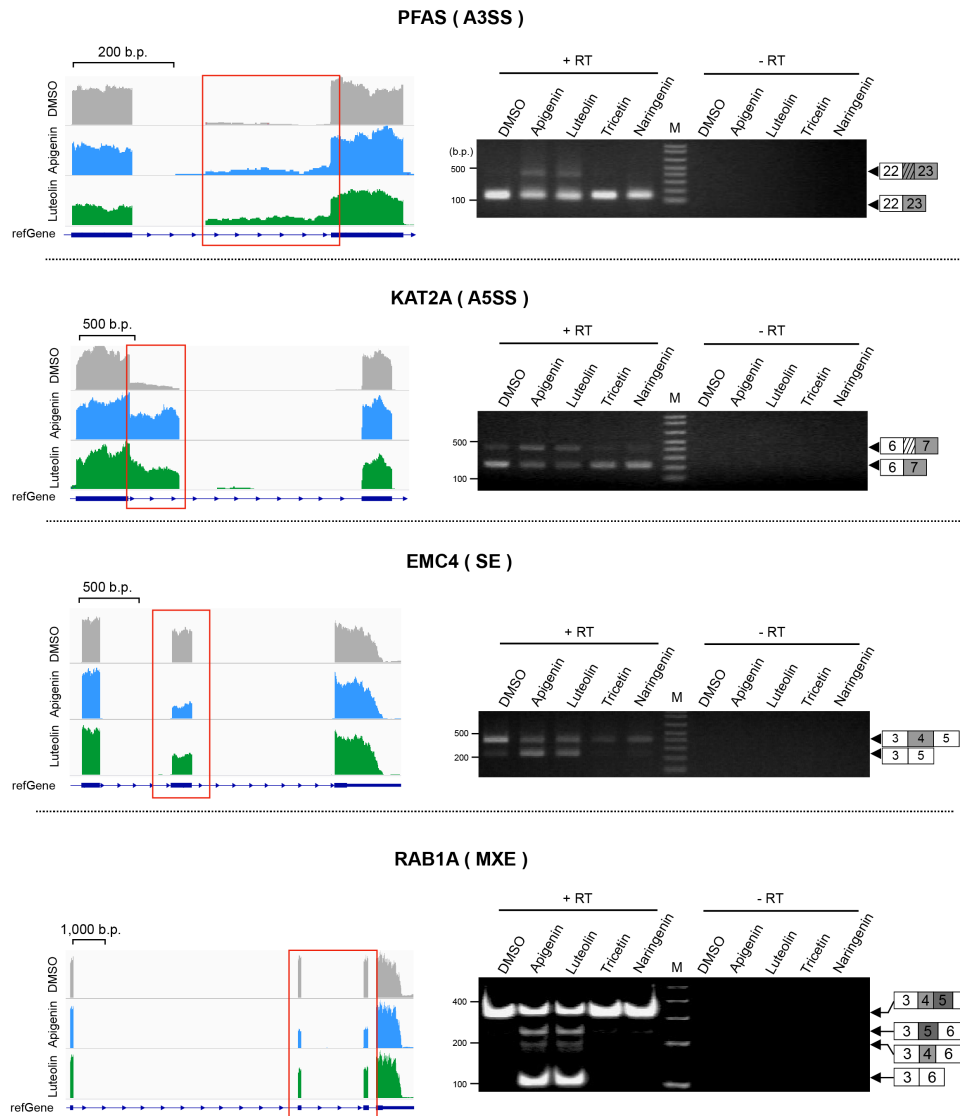 PFAS ( A3SS )
200 b.p.
DMSO
Apigenin
Luteolin
refGene
+ RT
- RT
DMSO
Apigenin
Luteolin
Tricetin
Naringenin
M
DMSO
Apigenin
Luteolin
Tricetin
Naringenin
(b.p.)
500
100
22 23
22 23
KAT2A ( A5SS )
500 b.p.
DMSO
Apigenin
Luteolin
refGene
+ RT
- RT
DMSO
Apigenin
Luteolin
Tricetin
Naringenin
M
DMSO
Apigenin
Luteolin
Tricetin
Naringenin
500
100
6 7
6 7
EMC4 ( SE )
500 b.p.
DMSO
Apigenin
Luteolin
refGene
+ RT
- RT
DMSO
Apigenin
Luteolin
Tricetin
Naringenin
M
DMSO
Apigenin
Luteolin
Tricetin
Naringenin
500
200
3 4 5
3 5
RAB1A ( MXE )
1,000 b.p.
DMSO
Apigenin
Luteolin
refGene
+ RT
- RT
DMSO
Apigenin
Luteolin
Tricetin
Naringenin
M
DMSO
Apigenin
Luteolin
Tricetin
Naringenin
400
200
100
3 4 5
3 5 6
3 4 6
3 6